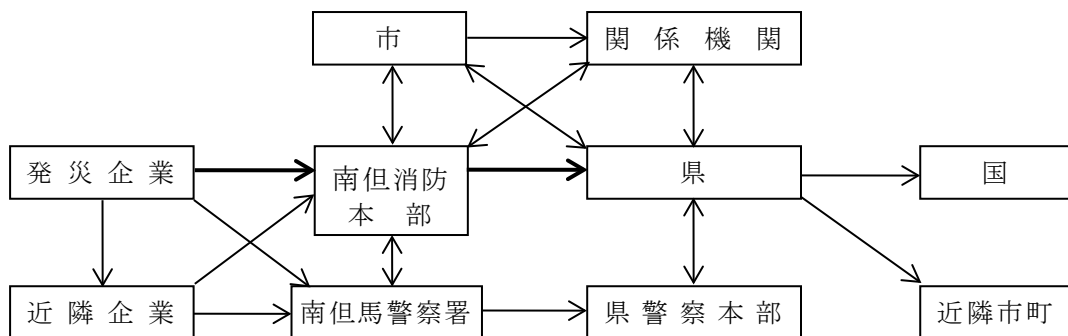 市
関係機関
発災企業
南但消防
本部
県
国
近隣企業
南但馬警察署
県警察本部
近隣市町